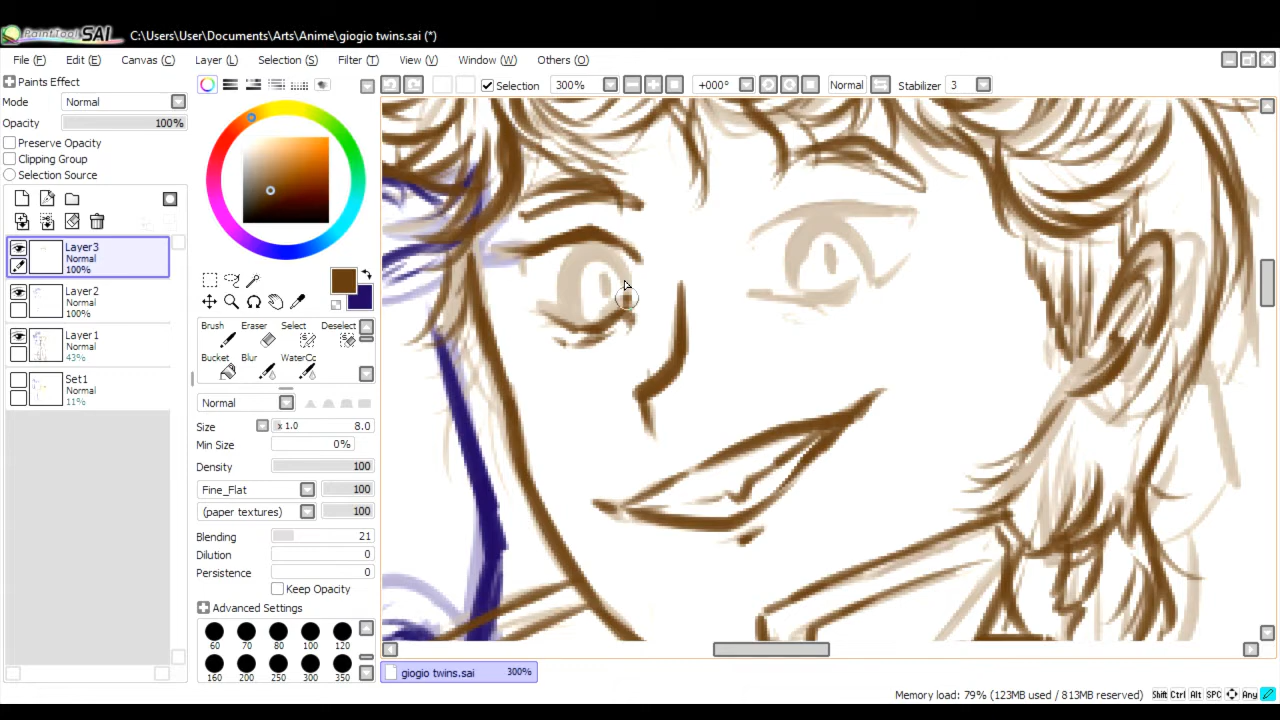 PaintTool SAI C:\Users\User\Documents\Arts\Anime\giogio twins.sai (*)
File (F) Edit (E) Canvas (C) Layer (L) Selection (S) Filter (T) View (V) Window (W) Others (O)
Paints Effect
Selection 300% +000° Normal Stabilizer 3
Mode Normal
Opacity 100%
Preserve Opacity
Clipping Group
Selection Source
Layer3
Normal
100%
Layer2
Normal
100%
Layer1
Normal
43%
Set1
Normal
11%
Brush Eraser Select Deselect
Bucket Blur WaterCo
Normal
Size x 1.0 8.0
Min Size 0%
Density 100
Fine_Flat 100
(paper textures) 100
Blending 21
Dilution 0
Persistence 0
Keep Opacity
Advanced Settings
60 70 80 100 120
160 200 250 300 350
giogio twins.sai 300%
Memory load: 79% (123MB used / 813MB reserved) Shift Ctrl Alt SPC Any